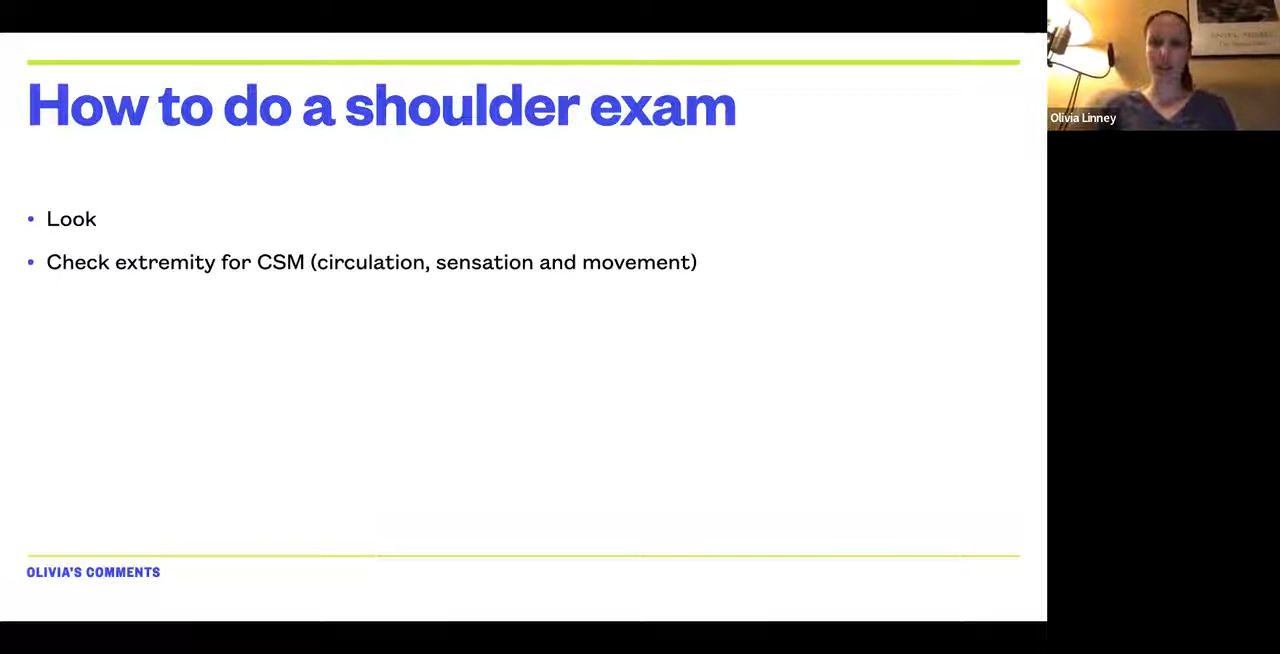 How to do a shoulder exam
• Look
• Check extremity for CSM (circulation, sensation and movement)
OLIVIA'S COMMENTS
Olivia Linney